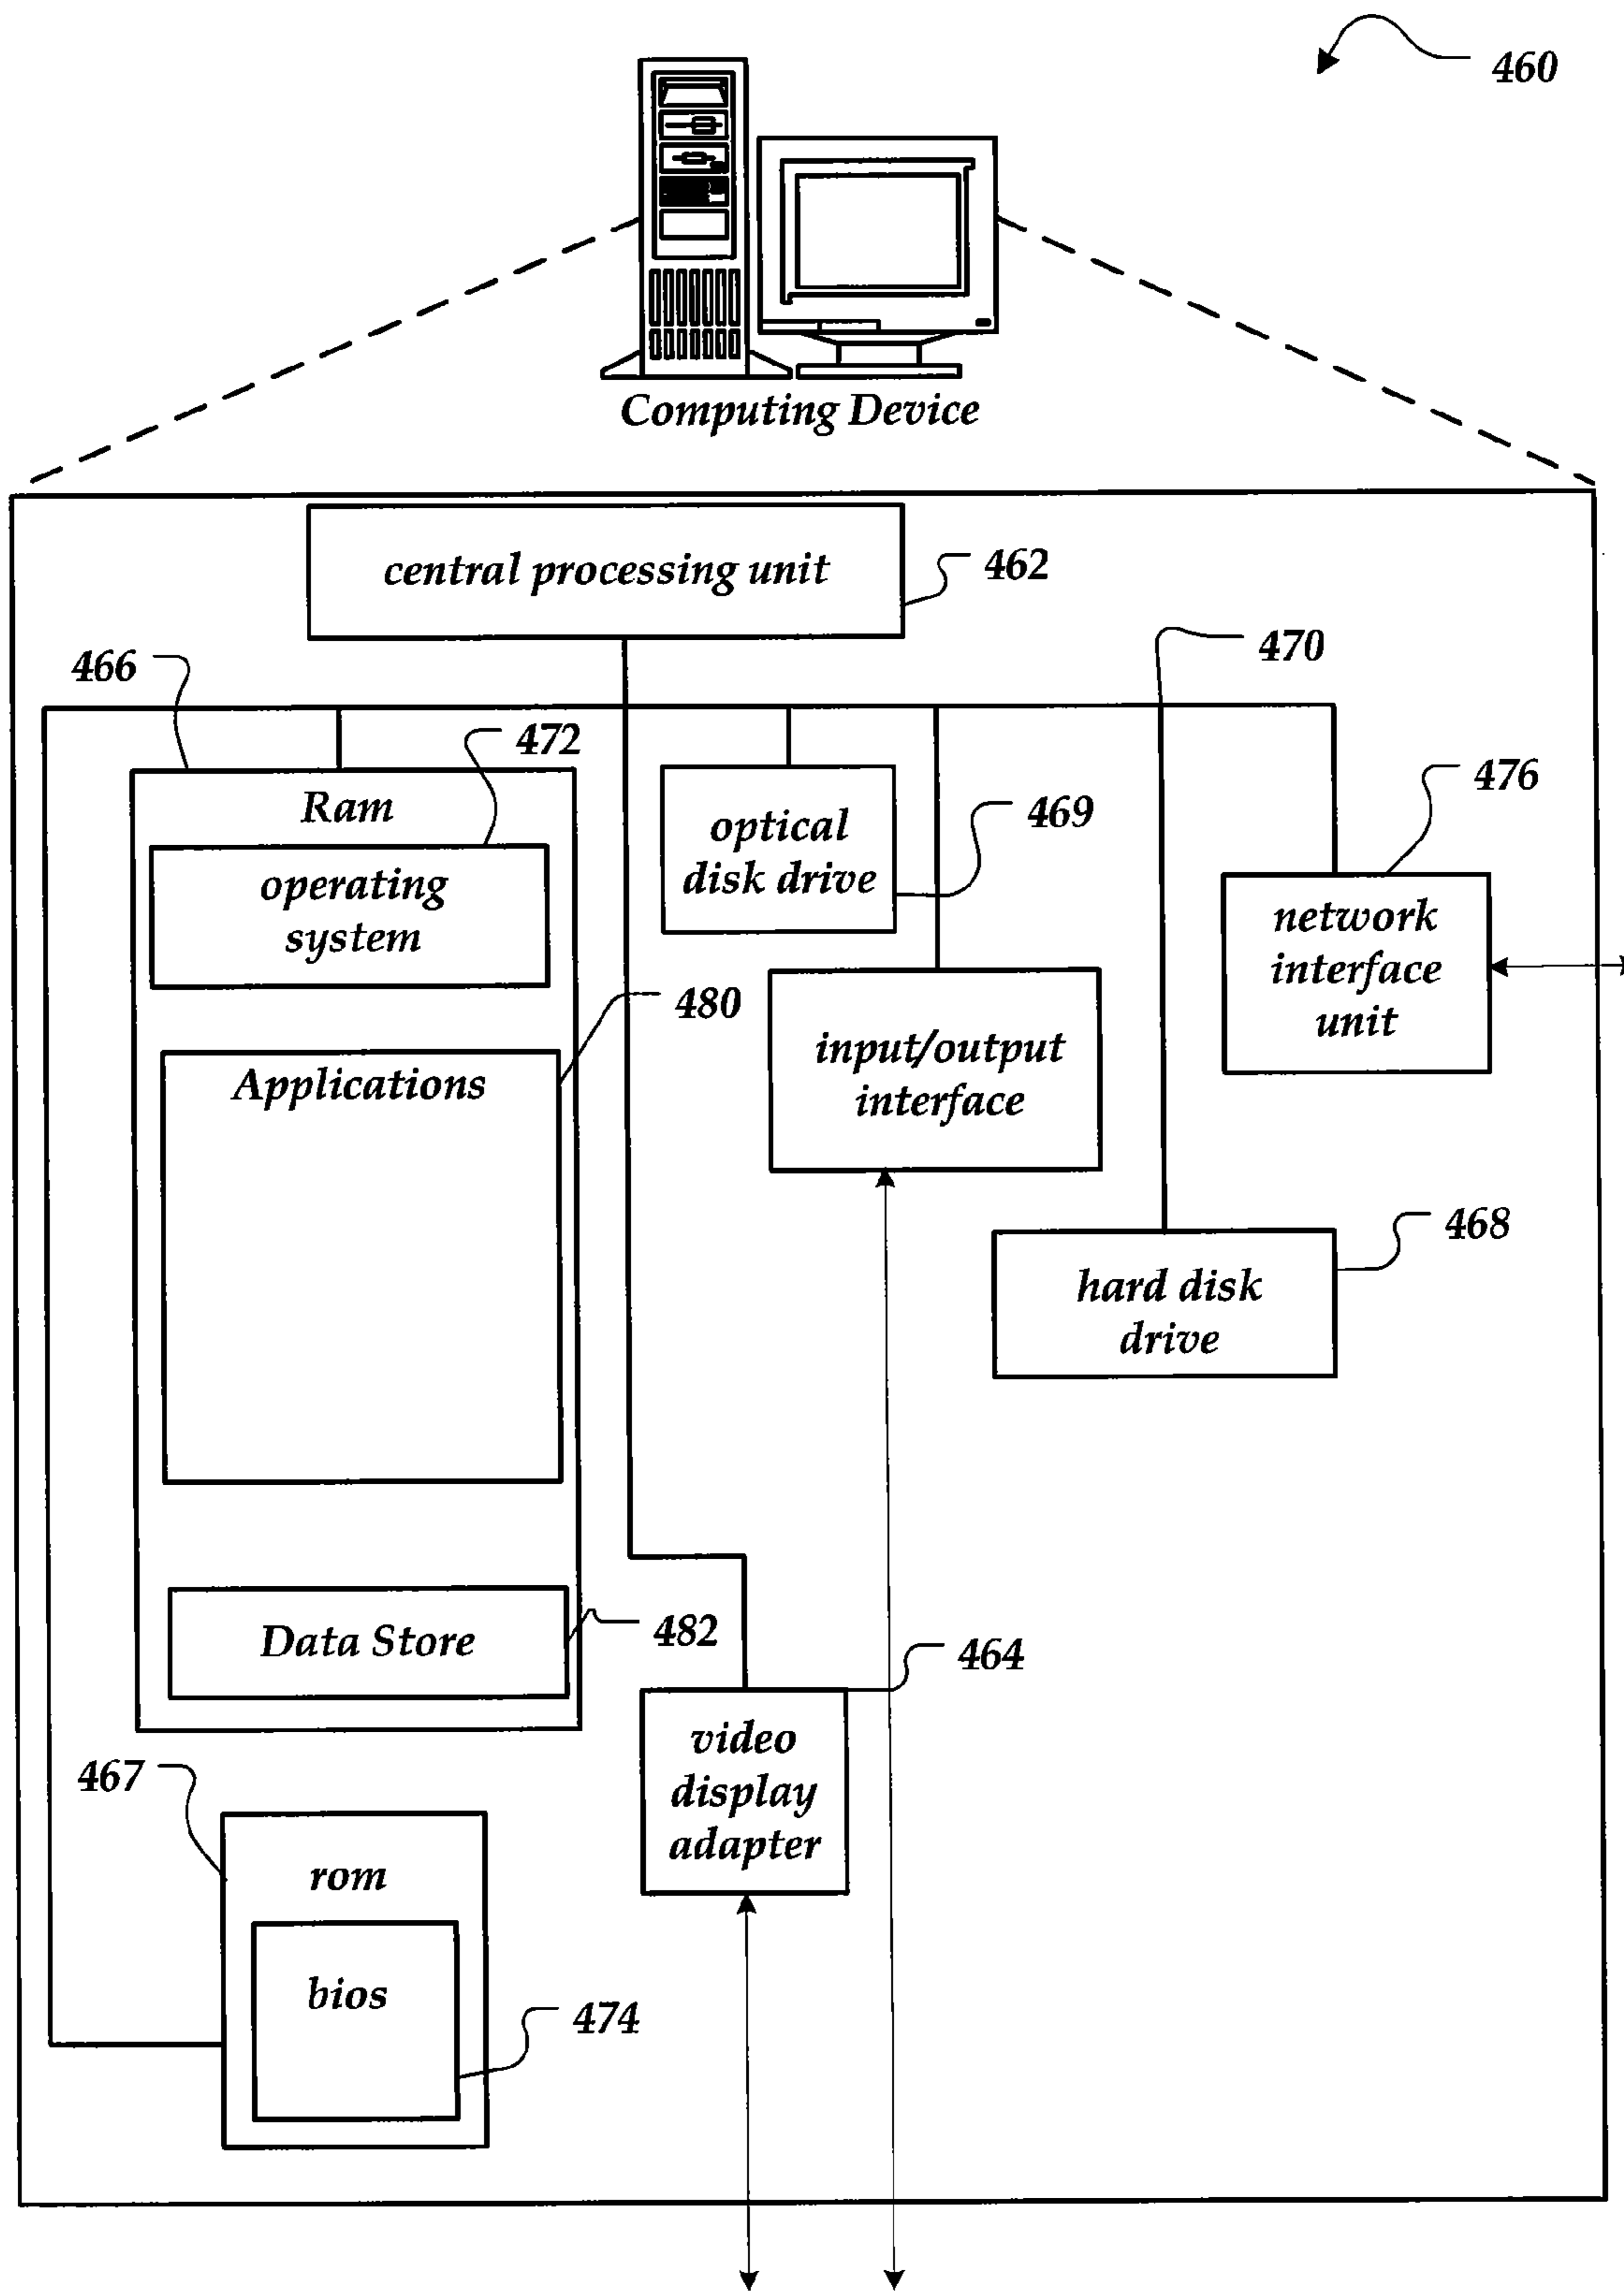 460
Computing Device
central processing unit
462
466
470
472
Ram
476
optical
disk drive
469
operating
system
network
interface
unit
480
input/output
interface
Applications
468
hard disk
drive
Data Store
482
464
video
display
adapter
467
rom
bios
474